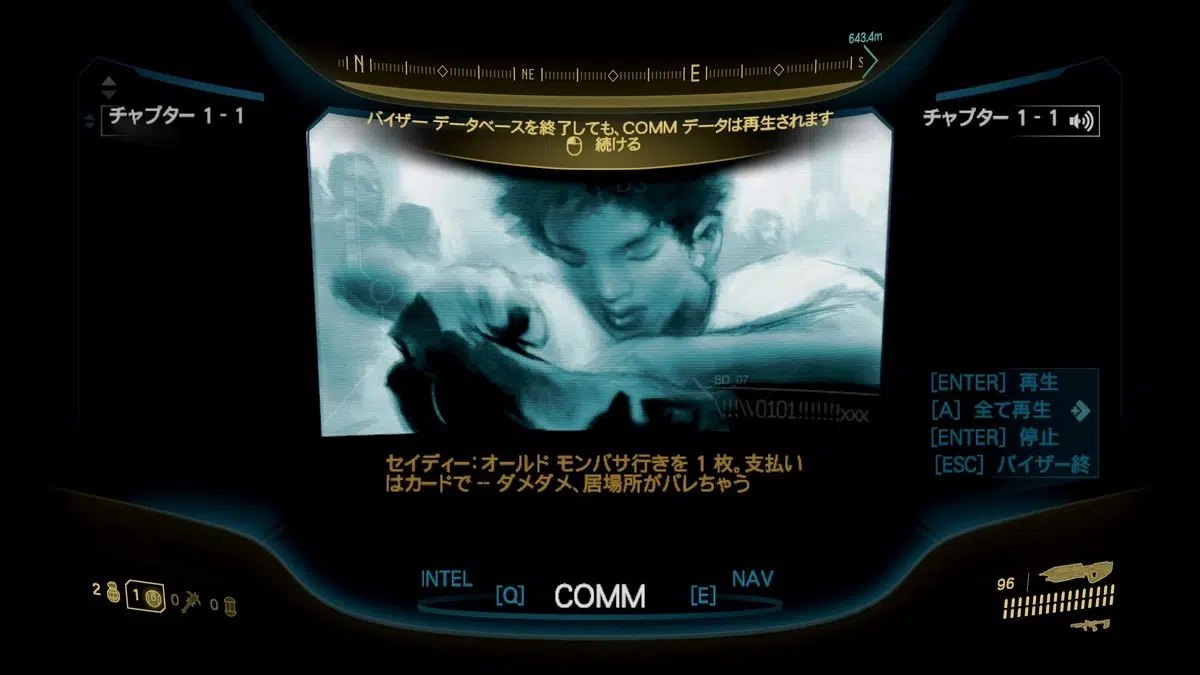 643.4m
N NE E S
チャプター 1 - 1
チャプター 1 - 1
バイザー データベースを終了しても、COMM データは再生されます
続ける
SD_07
\!!!\\0101!!!!!!!xxx
[ENTER] 再生
[A] 全て再生
[ENTER] 停止
[ESC] バイザー終
セイディー：オールド モンバサ行きを 1 枚。支払い
はカードで -- ダメダメ、居場所がバレちゃう
INTEL
[Q] COMM [E]
NAV
2 1 0 0
96